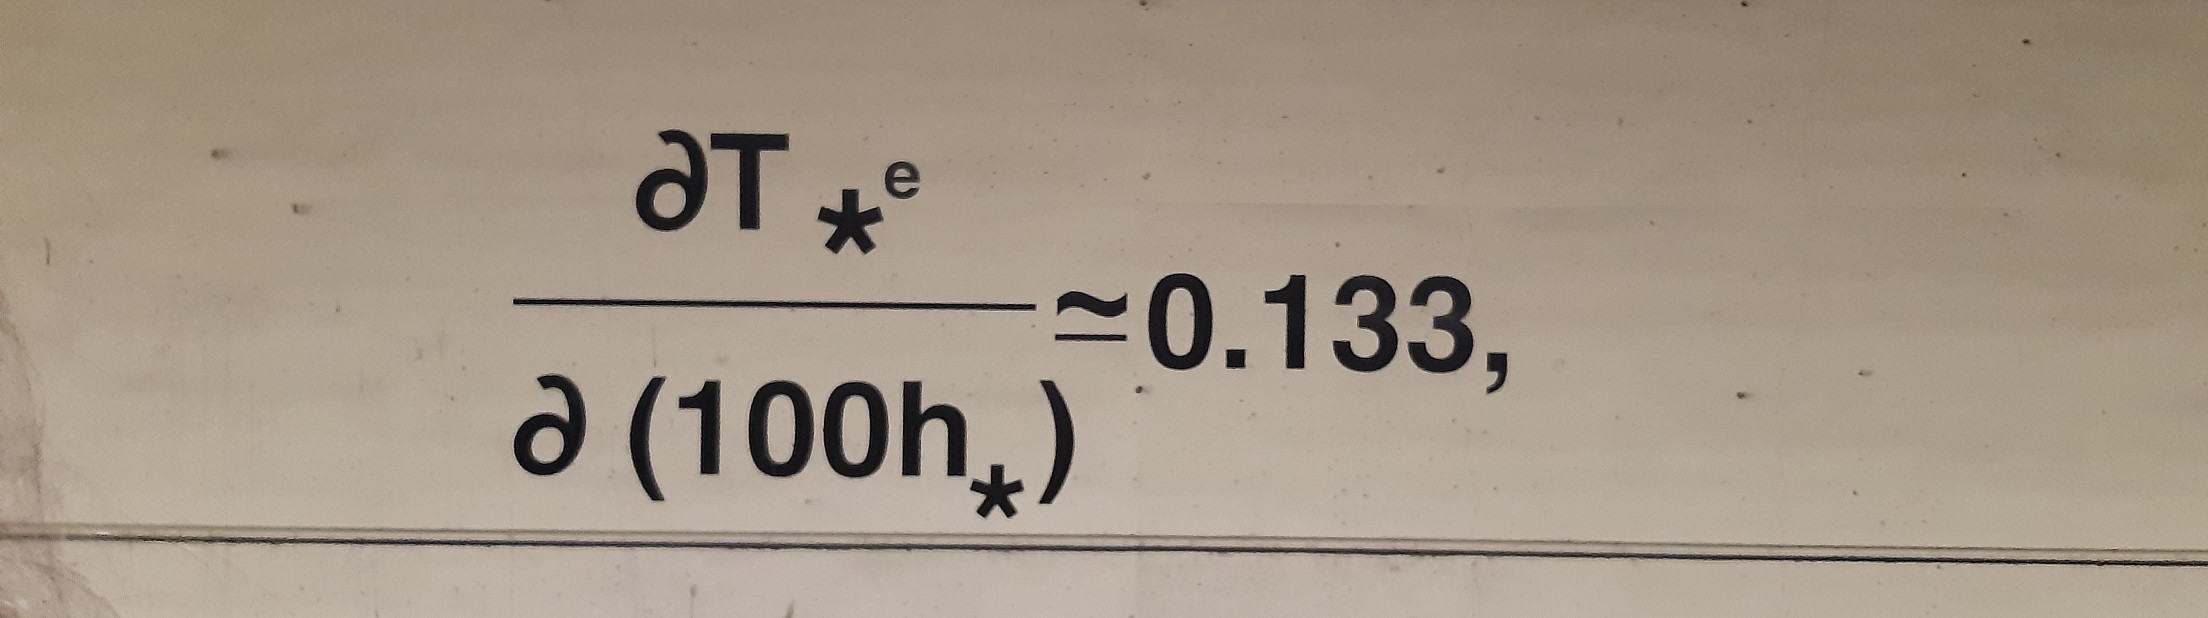 ∂T*ᵉ
∂(100h*)
≃0.133,